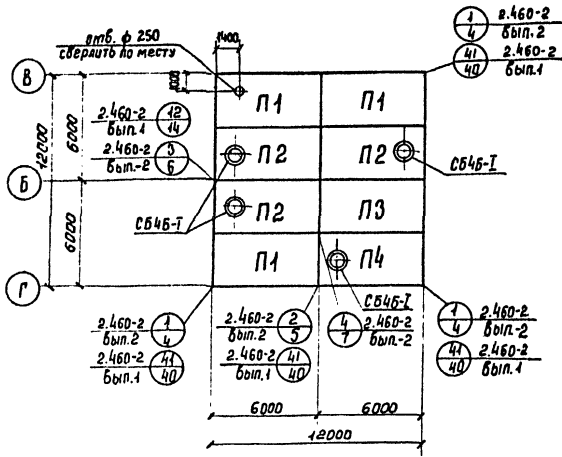 1
4
2.460-2
вып.2
41
40
2.460-2
вып.1
отв. ф 250
сверлить по месту
1400
1000
В
П1
П1
2.460-2
вып.1
12
14
6000
12000
2.460-2
вып.-2
3
6
П2
П2
СБ4Б-I
Б
СБ4Б-I
П2
П3
6000
П1
П4
Г
СБ4Б-I
2.460-2
вып.2
1
4
2.460-2
вып.2
2
5
4
7
2.460-2
вып.-2
1
4
2.460-2
вып.-2
2.460-2
вып.1
41
40
2.460-2
вып.1
41
40
41
40
2.460-2
вып.1
6000
6000
12000